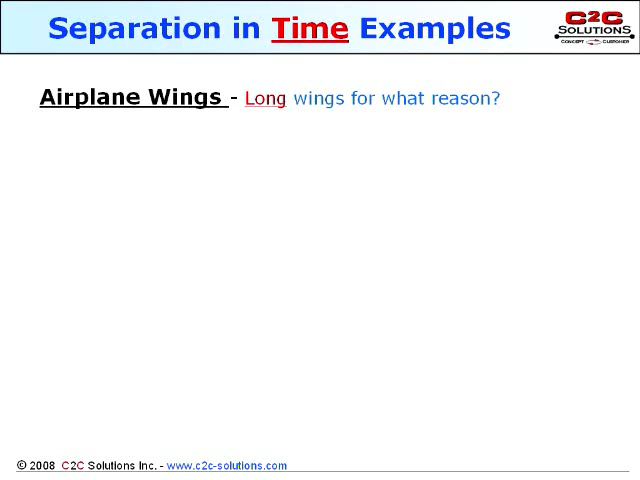 Separation in Time Examples
C2C
SOLUTIONS
CONCEPT CUSTOMER
Airplane Wings - Long wings for what reason?
© 2008 C2C Solutions Inc. - www.c2c-solutions.com